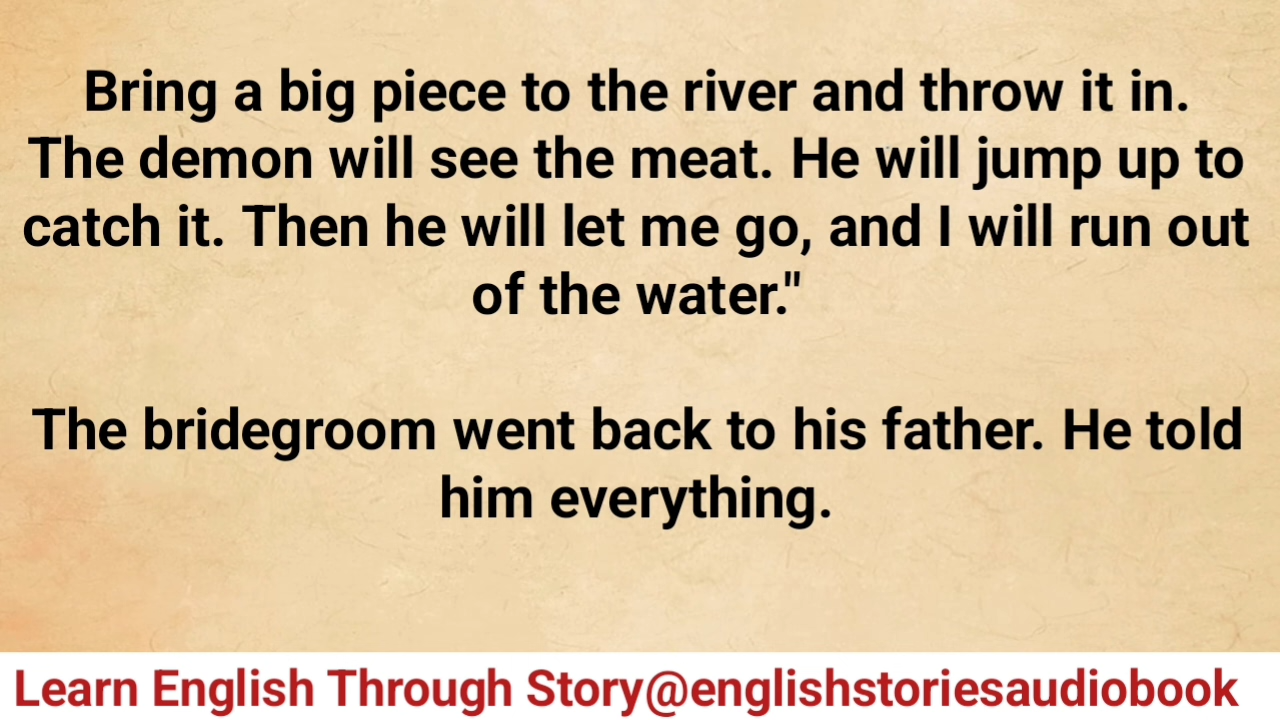 Bring a big piece to the river and throw it in.
The demon will see the meat. He will jump up to
catch it. Then he will let me go, and I will run out
of the water."
The bridegroom went back to his father. He told
him everything.
Learn English Through Story@englishstoriesaudiobook